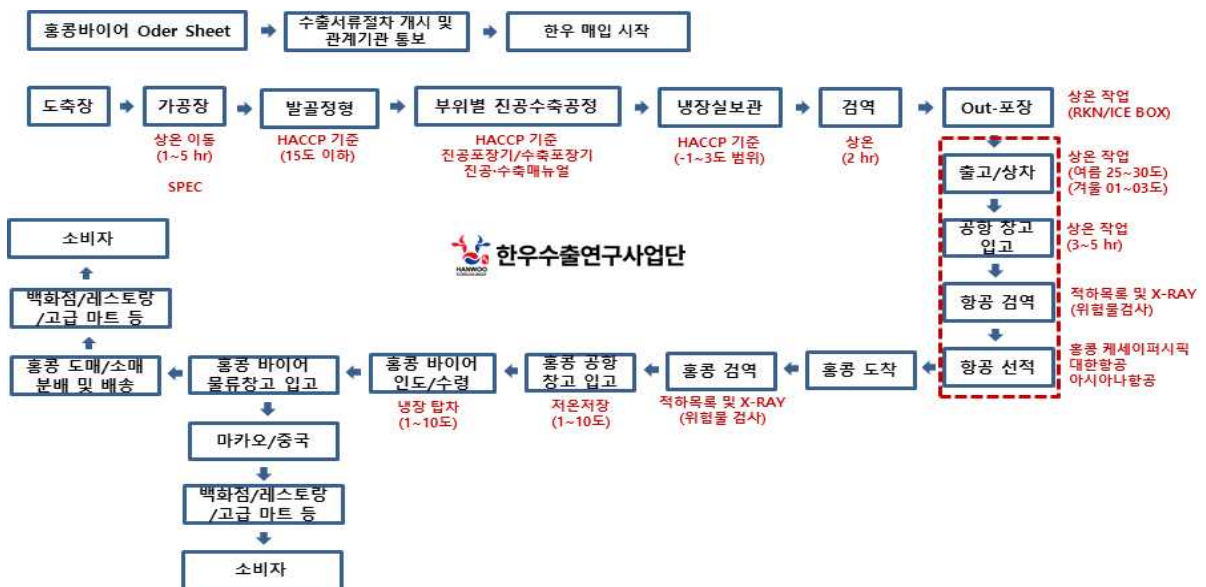 홍콩바이어 Oder Sheet
수출서류절차 개시 및
관계기관 통보
한우 매입 시작
도축장
가공장
상온 이동
(1~5 hr)
SPEC
발골정형
HACCP 기준
(15도 이하)
부위별 진공수축공정
HACCP 기준
진공포장기/수축포장기
진공·수축매뉴얼
냉장실보관
HACCP 기준
(-1~3도 범위)
검역
상온
(2 hr)
Out-포장
상온 작업
(RKN/ICE BOX)
출고/상차
상온 작업
(여름 25~30도)
(겨울 01~03도)
공항 창고
입고
상온 작업
(3~5 hr)
항공 검역
적하목록 및 X-RAY
(위험물검사)
항공 선적
홍콩 케세이퍼시픽
대한항공
아시아나항공
홍콩 도착
홍콩 검역
적하목록 및 X-RAY
(위험물 검사)
홍콩 공항
창고 입고
저온저장
(1~10도)
홍콩 바이어
인도/수령
냉장 탑차
(1~10도)
홍콩 바이어
물류창고 입고
홍콩 도매/소매
분배 및 배송
백화점/레스토랑
/고급 마트 등
소비자
마카오/중국
백화점/레스토랑
/고급 마트 등
소비자
HANWOO
한우수출연구사업단